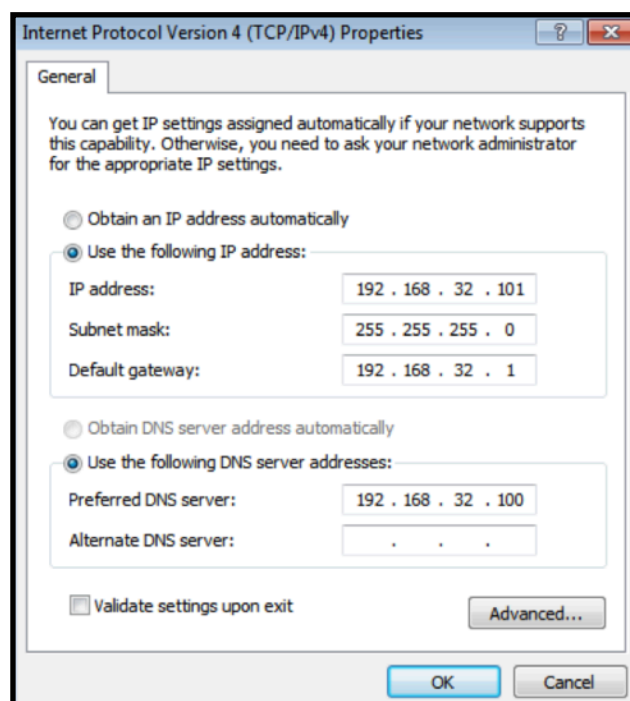 Internet Protocol Version 4 (TCP/IPv4) Properties
General
You can get IP settings assigned automatically if your network supports
this capability. Otherwise, you need to ask your network administrator
for the appropriate IP settings.
Obtain an IP address automatically
Use the following IP address:
IP address: 192 . 168 . 32 . 101
Subnet mask: 255 . 255 . 255 . 0
Default gateway: 192 . 168 . 32 . 1
Obtain DNS server address automatically
Use the following DNS server addresses:
Preferred DNS server: 192 . 168 . 32 . 100
Alternate DNS server: . . .
Validate settings upon exit
Advanced...
OK Cancel